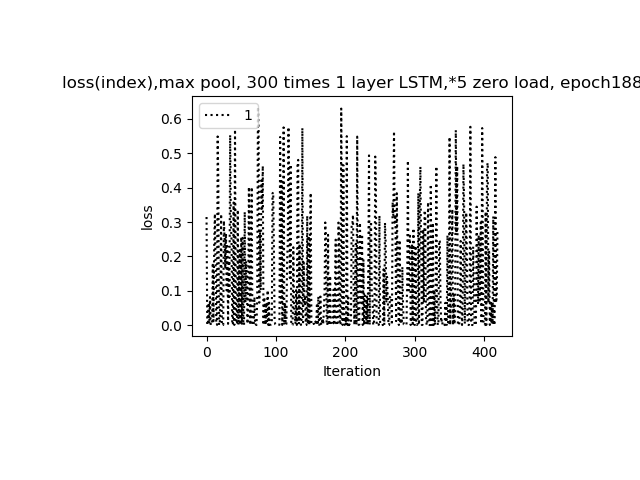 loss(index),max pool, 300 times 1 layer LSTM,*5 zero load, epoch188
1
0.6
0.5
0.4
0.3
0.2
0.1
0.0
loss
0 100 200 300 400
Iteration